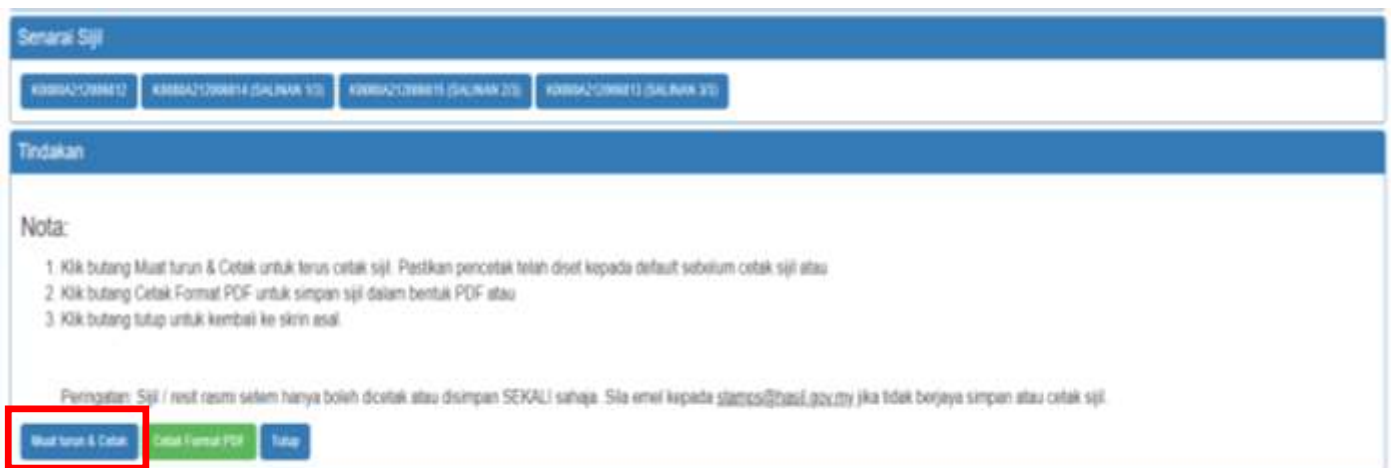 Senarai Sijil
(SALINAN 1/3) (SALINAN 2/3) (SALINAN 3/3)
Tindakan
Nota:
1. Klik butang Muat turun & Cetak untuk terus cetak sijil. Pastikan pencetak telah diset kepada default sebelum cetak sijil atau
2. Klik butang Cetak Format PDF untuk simpan sijil dalam bentuk PDF atau
3. Klik butang tutup untuk kembali ke skrin asal.
Peringatan: Sijil / resit rasmi setem hanya boleh dicetak atau disimpan SEKALI sahaja. Sila emel kepada stamps@hasil.gov.my jika tidak berjaya simpan atau cetak sijil.
Muat turun & Cetak Cetak Format PDF Tutup